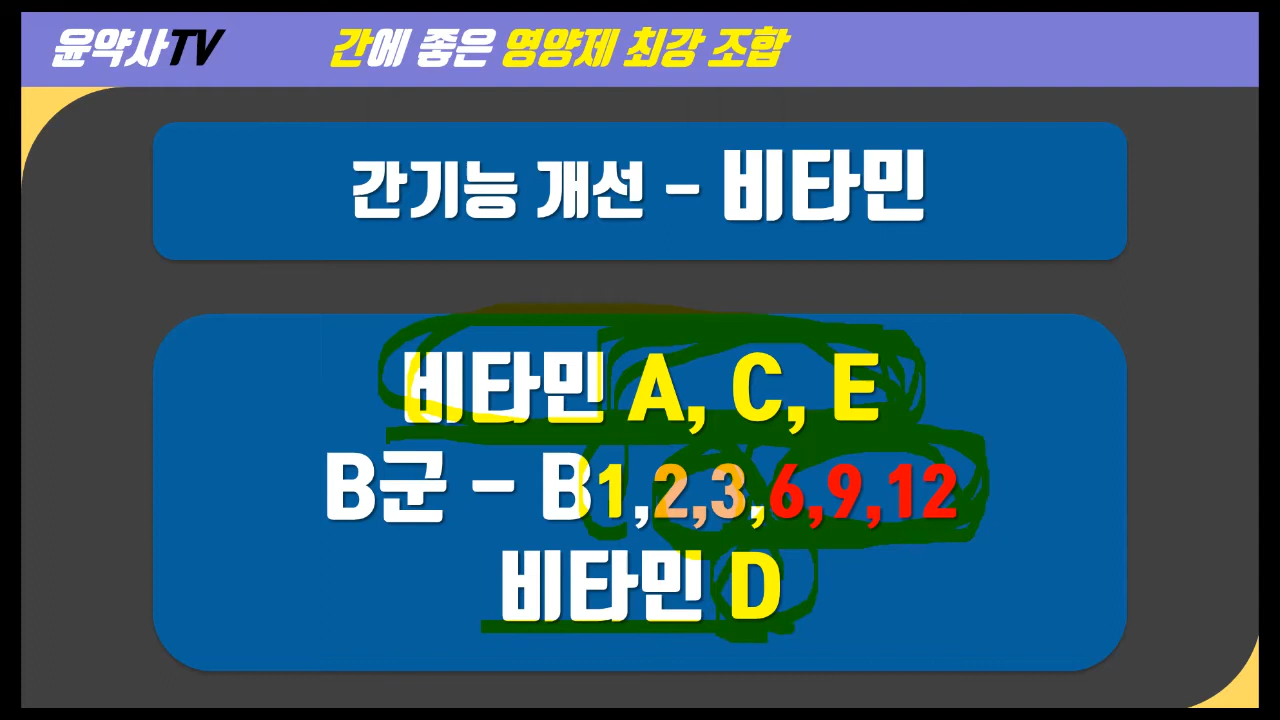 윤약사TV
간에 좋은 영양제 최강 조합
간기능 개선 - 비타민
비타민 A, C, E
B군 - B1,2,3,6,9,12
비타민 D